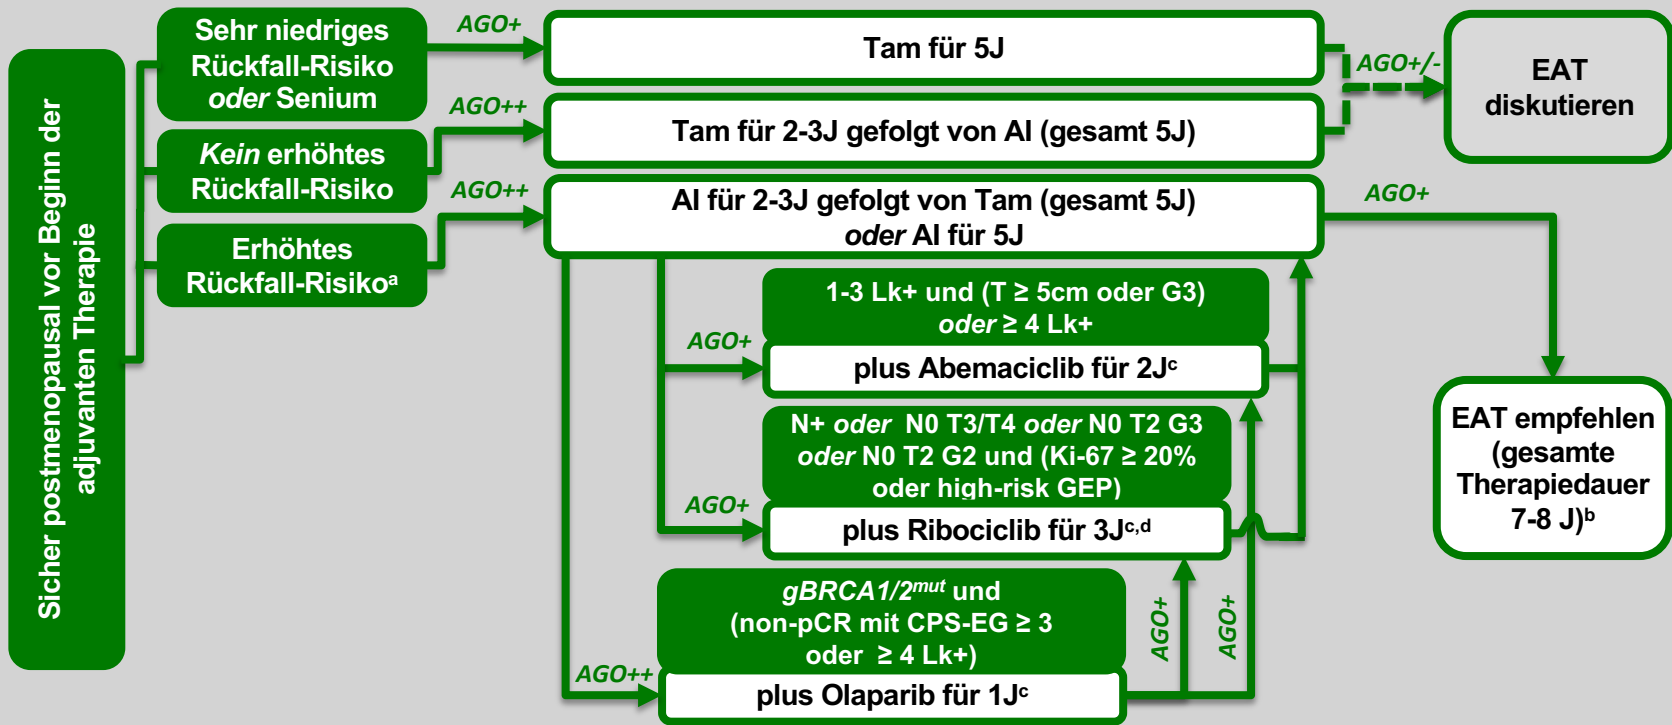 Sicher postmenopausal vor Beginn der
adjuvanten Therapie
Sehr niedriges
Rückfall-Risiko
oder Senium
AGO+
Tam für 5J
AGO+/-
EAT
diskutieren
Kein erhöhtes
Rückfall-Risiko
AGO++
Tam für 2-3J gefolgt von AI (gesamt 5J)
Erhöhtes
Rückfall-Risikoᵃ
AGO++
AI für 2-3J gefolgt von Tam (gesamt 5J)
oder AI für 5J
AGO+
EAT empfehlen
(gesamte
Therapiedauer
7-8 J)ᵇ
1-3 Lk+ und (T ≥ 5cm oder G3)
oder ≥ 4 Lk+
AGO+
plus Abemaciclib für 2Jᶜ
N+ oder N0 T3/T4 oder N0 T2 G3
oder N0 T2 G2 und (Ki-67 ≥ 20%
oder high-risk GEP)
AGO+
plus Ribociclib für 3Jᶜ,ᵈ
gBRCA1/2ᵐᵘᵗ und
(non-pCR mit CPS-EG ≥ 3
oder ≥ 4 Lk+)
AGO++
plus Olaparib für 1Jᶜ
AGO+
AGO+